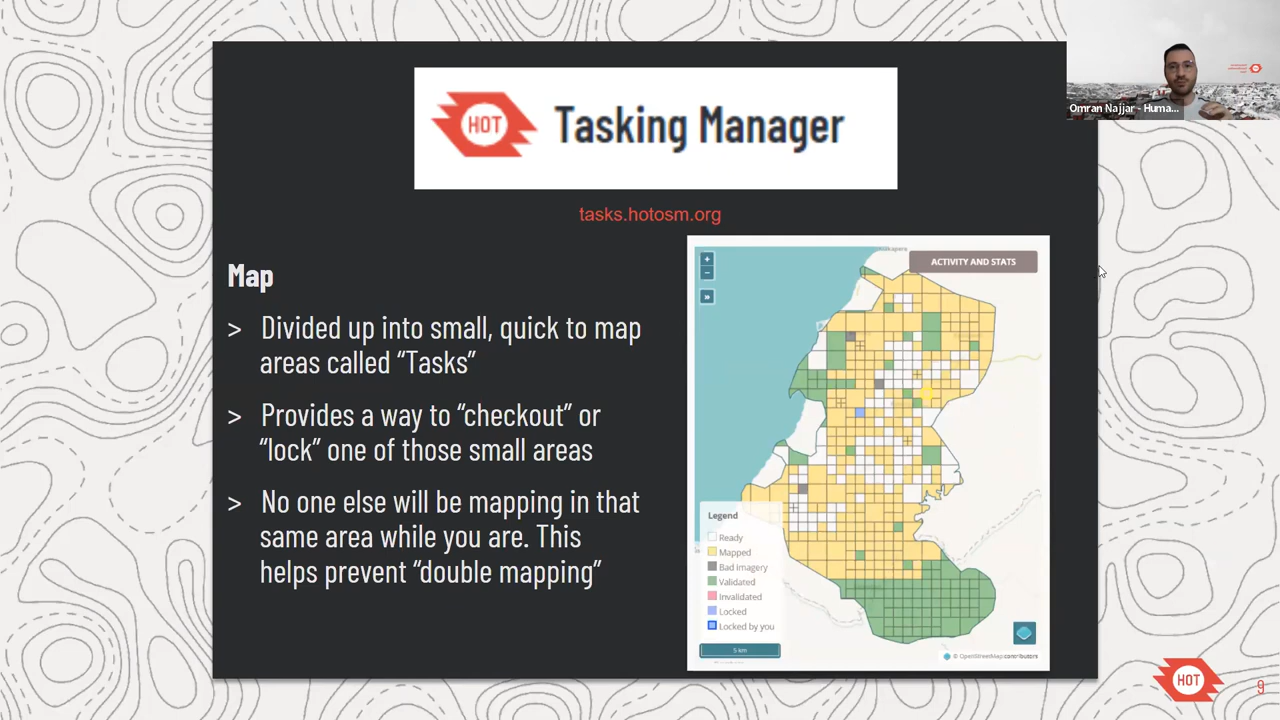 HOT
Tasking Manager
Omran Najjar - Huma...
tasks.hotosm.org
Map
> Divided up into small, quick to map
areas called “Tasks”
> Provides a way to “checkout” or
“lock” one of those small areas
> No one else will be mapping in that
same area while you are. This
helps prevent “double mapping”
+
ACTIVITY AND STATS
−
»
Legend
Ready
Mapped
Bad Imagery
Validated
Invalidated
Locked
Locked by you
5 km
© OpenStreetMap contributors
HOT
9